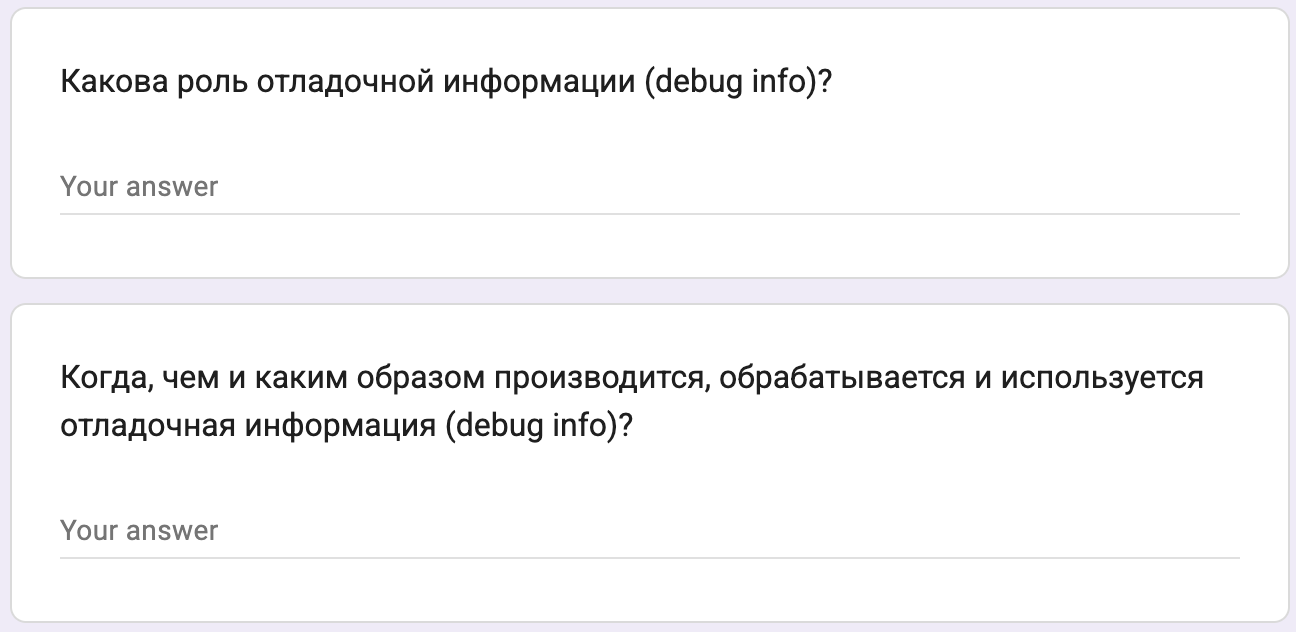 Какова роль отладочной информации (debug info)?
Your answer
Когда, чем и каким образом производится, обрабатывается и используется
отладочная информация (debug info)?
Your answer